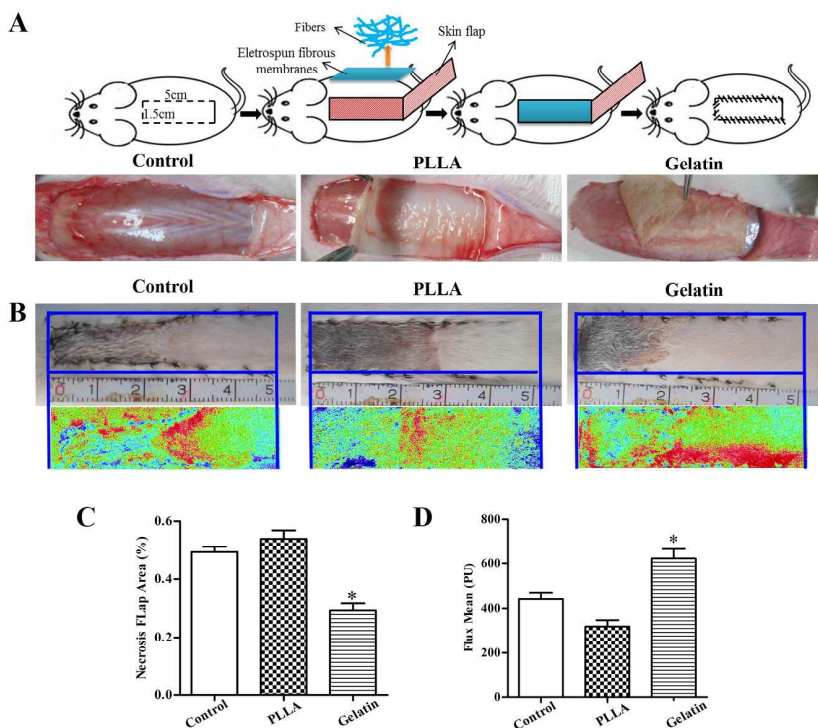 A
Fibers
Skin flap
Eletrospun fibrous
membranes
5cm
1.5cm
Control
PLLA
Gelatin
Control
PLLA
Gelatin
B
0 1 2 3 4 5
0 1 2 3 4 5
0 1 2 3 4 5
C
D
Necrosis FLap Area (%)
0.6
0.4
0.2
0.0
*
Control
PLLA
Gelatin
Flux Mean (PU)
800
600
400
200
0
*
Control
PLLA
Gelatin